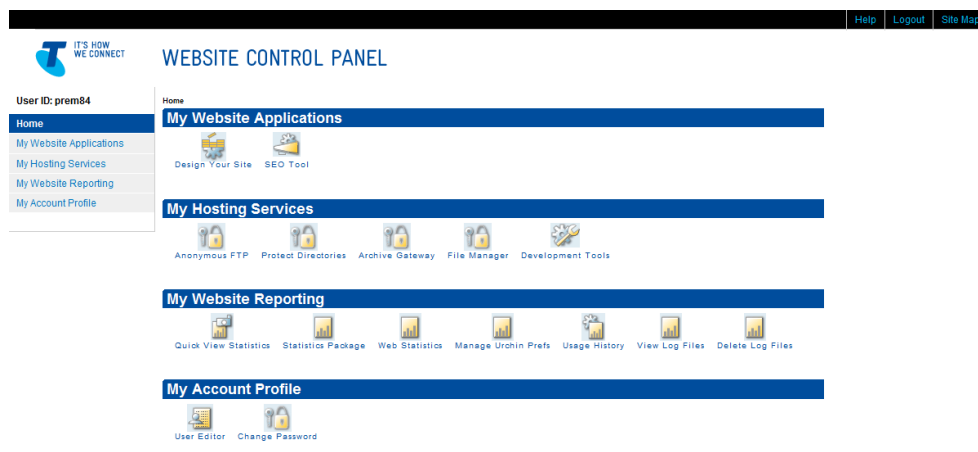 Help Logout Site Map
IT'S HOW
WE CONNECT
WEBSITE CONTROL PANEL
User ID: prem84
Home
My Website Applications
My Hosting Services
My Website Reporting
My Account Profile
Home
My Website Applications
Design Your Site SEO Tool
My Hosting Services
Anonymous FTP Protect Directories Archive Gateway File Manager Development Tools
My Website Reporting
Quick View Statistics Statistics Package Web Statistics Manage Urchin Prefs Usage History View Log Files Delete Log Files
My Account Profile
User Editor Change Password